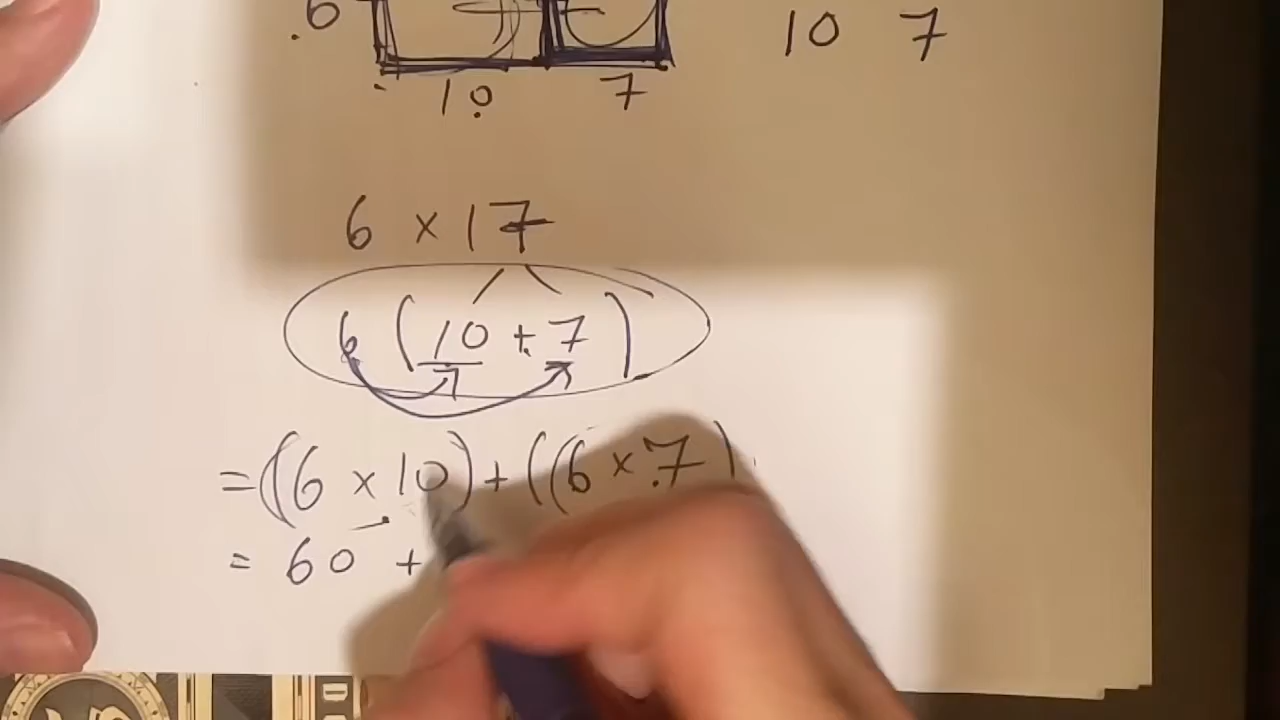 6
10 7
10 7
6 × 17
6 (10 + 7)
= ((6 × 10) + ((6 × 7)
= 60 +